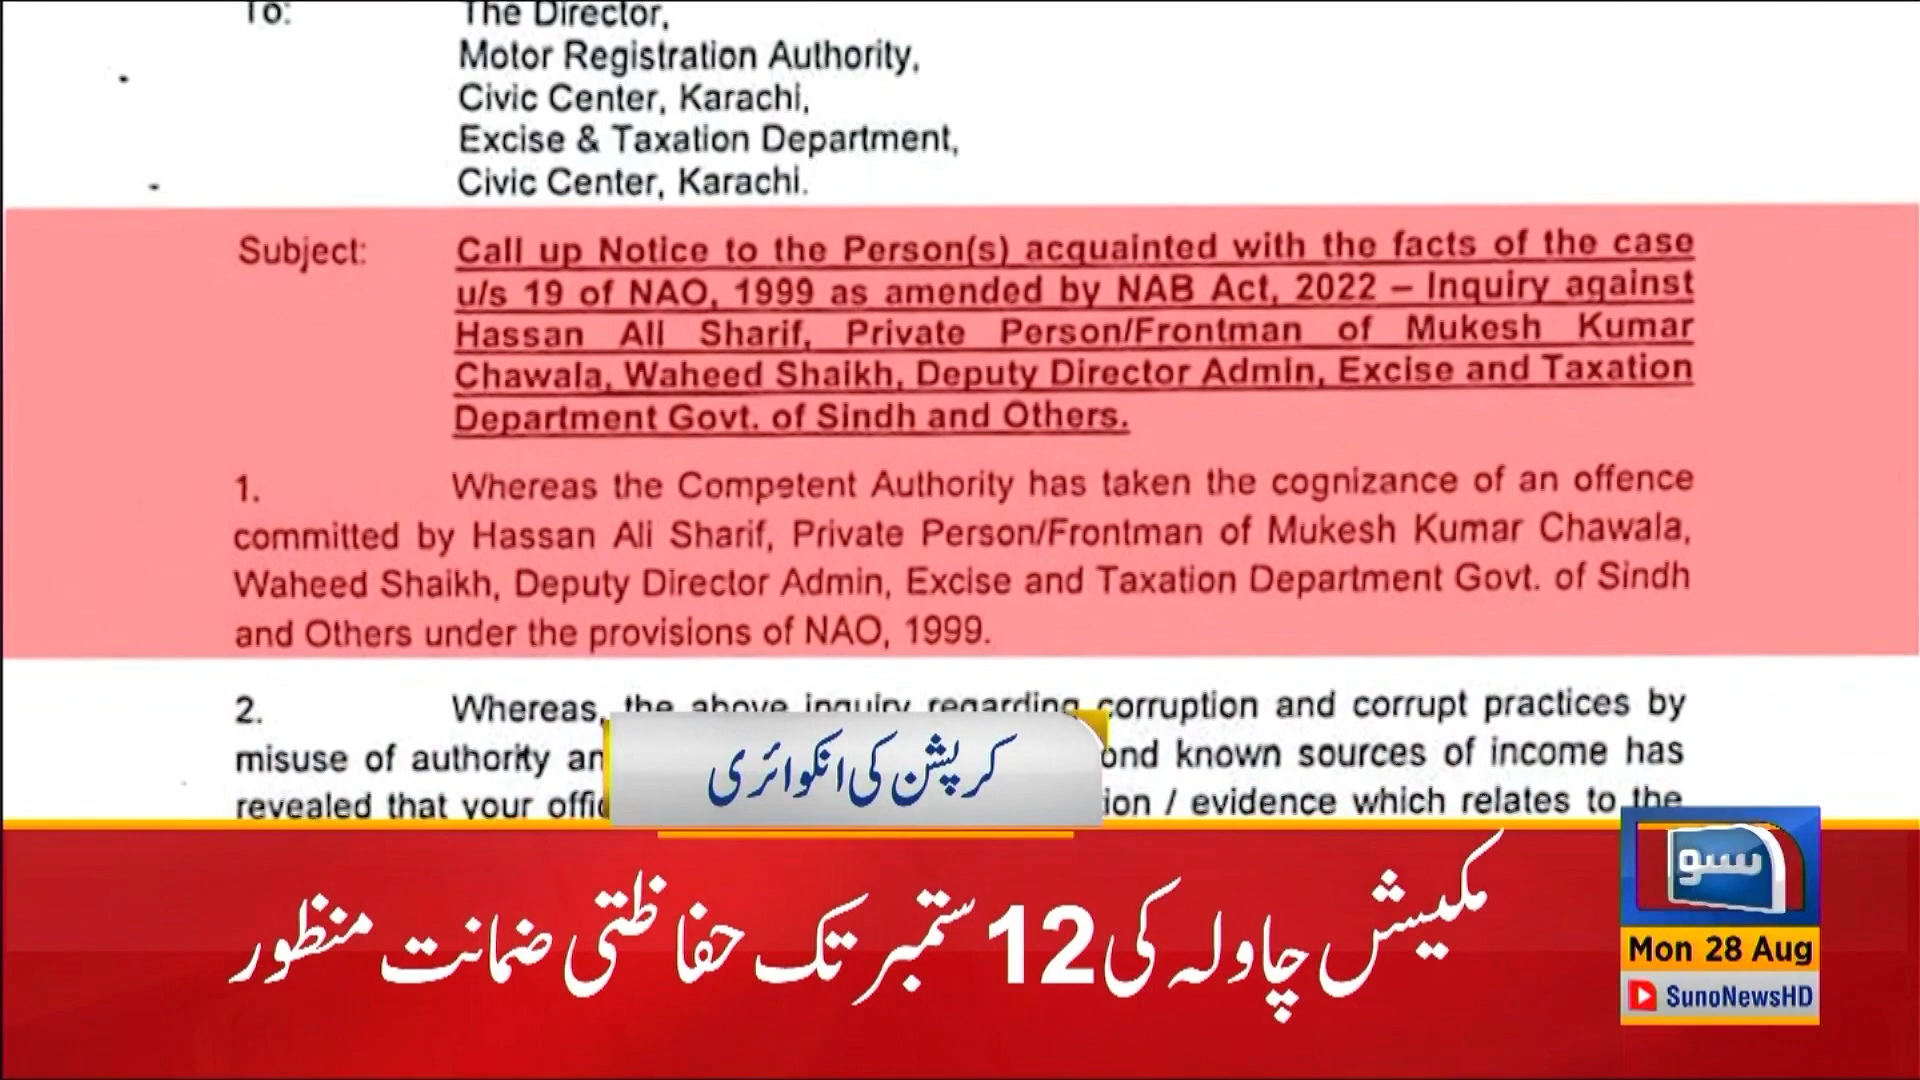 To: The Director,
Motor Registration Authority,
Civic Center, Karachi,
Excise & Taxation Department,
Civic Center, Karachi.
Subject: Call up Notice to the Person(s) acquainted with the facts of the case
u/s 19 of NAO, 1999 as amended by NAB Act, 2022 – Inquiry against
Hassan Ali Sharif, Private Person/Frontman of Mukesh Kumar
Chawala, Waheed Shaikh, Deputy Director Admin, Excise and Taxation
Department Govt. of Sindh and Others.
1. Whereas the Competent Authority has taken the cognizance of an offence
committed by Hassan Ali Sharif, Private Person/Frontman of Mukesh Kumar Chawala,
Waheed Shaikh, Deputy Director Admin, Excise and Taxation Department Govt. of Sindh
and Others under the provisions of NAO, 1999.
2. Whereas, the above inquiry regarding corruption and corrupt practices by
misuse of authority known sources of income has
revealed that your / evidence which relates to the
کرپشن کی انکوائری
مکیش چاولہ کی 12 ستمبر تک حفاظتی ضمانت منظور
سنو
Mon 28 Aug
SunoNewsHD